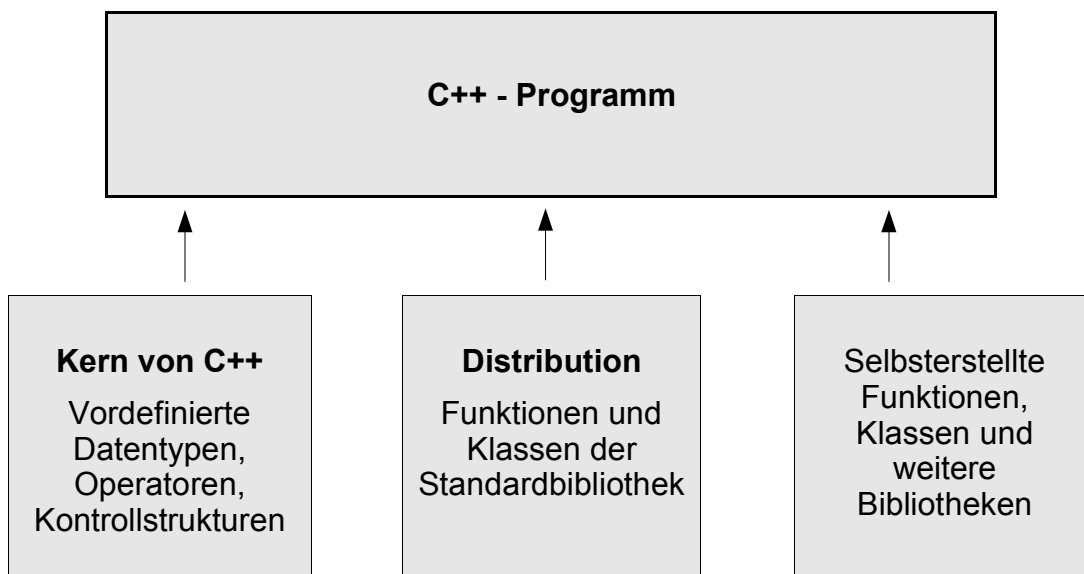 C++ - Programm
Kern von C++
Vordefinierte
Datentypen,
Operatoren,
Kontrollstrukturen
Distribution
Funktionen und
Klassen der
Standardbibliothek
Selbsterstellte
Funktionen,
Klassen und
weitere
Bibliotheken